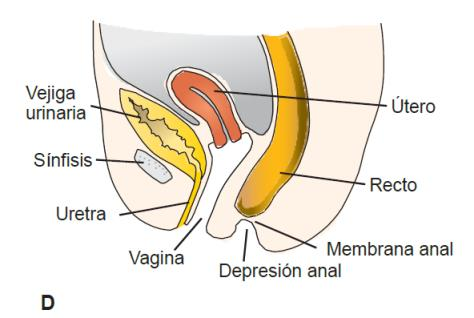 Vejiga
urinaria
Útero
Sínfisis
Recto
Uretra
Vagina
Membrana anal
Depresión anal
D